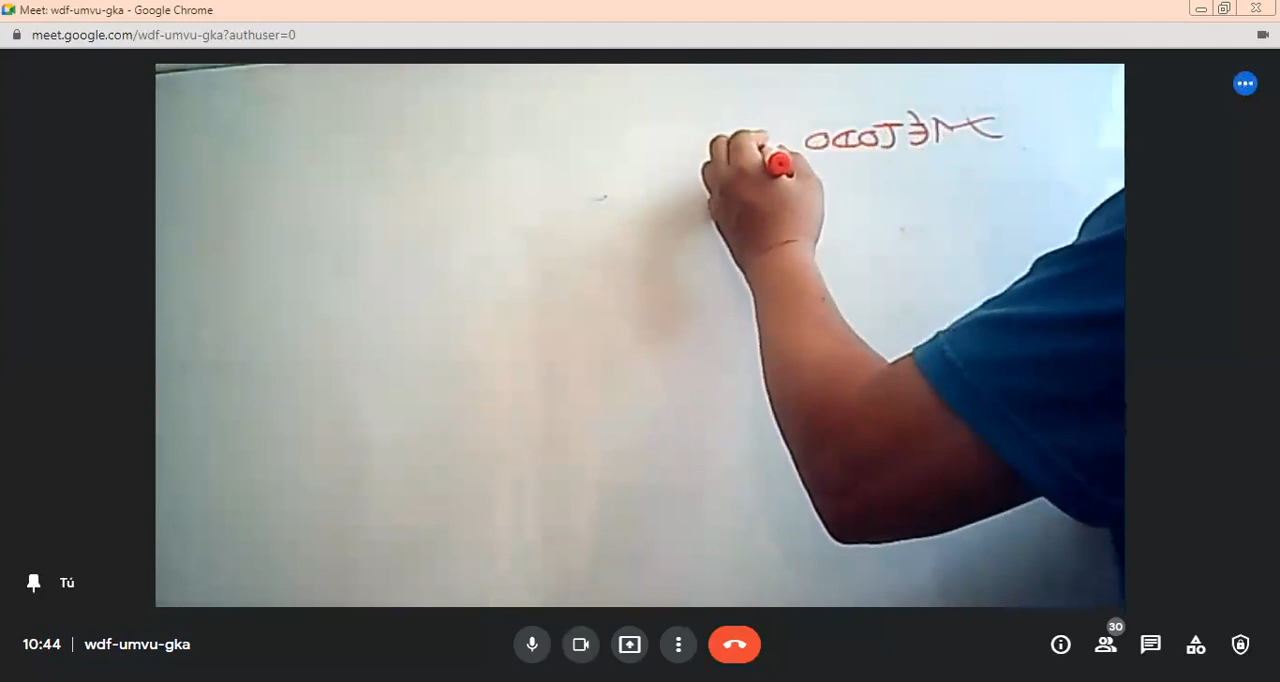 Meet: wdf-umvu-gka - Google Chrome
meet.google.com/wdf-umvu-gka?authuser=0
MÉTODO
Tú
30
10:44 | wdf-umvu-gka